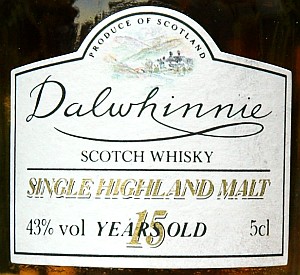 PRODUCE OF SCOTLAND
Dalwhinnie
SCOTCH WHISKY
SINGLE HIGHLAND MALT
43% vol YEARS 15 OLD 5cl